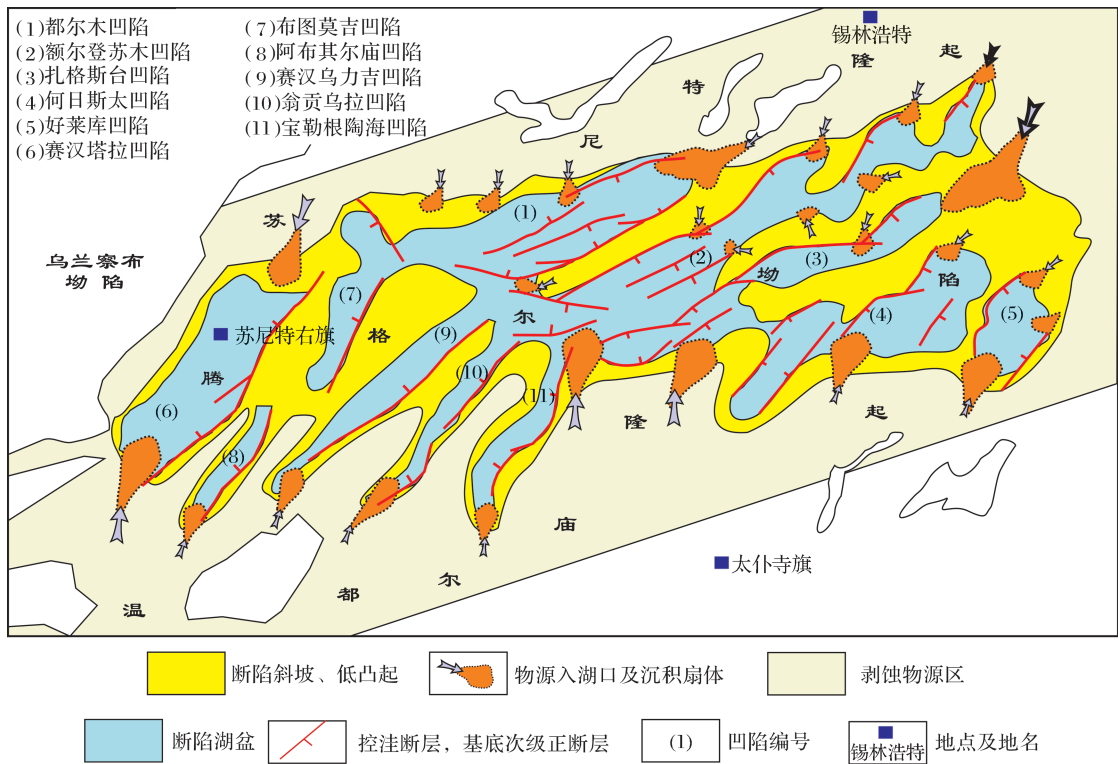 (1)都尔木凹陷
(2)额尔登苏木凹陷
(3)扎格斯台凹陷
(4)何日斯太凹陷
(5)好莱库凹陷
(6)赛汉塔拉凹陷
(7)布图莫吉凹陷
(8)阿布其尔庙凹陷
(9)赛汉乌力吉凹陷
(10)翁贡乌拉凹陷
(11)宝勒根陶海凹陷
锡林浩特
苏 尼 特 隆 起
乌兰察布
坳陷
苏尼特右旗
腾 格 尔 坳 陷
(1)
(2)
(3)
(4)
(5)
(6)
(7)
(8)
(9)
(10)
(11)
温 都 尔 庙 隆 起
太仆寺旗
断陷斜坡、低凸起
物源入湖口及沉积扇体
剥蚀物源区
断陷湖盆
控洼断层，基底次级正断层
(1)
凹陷编号
锡林浩特
地点及地名